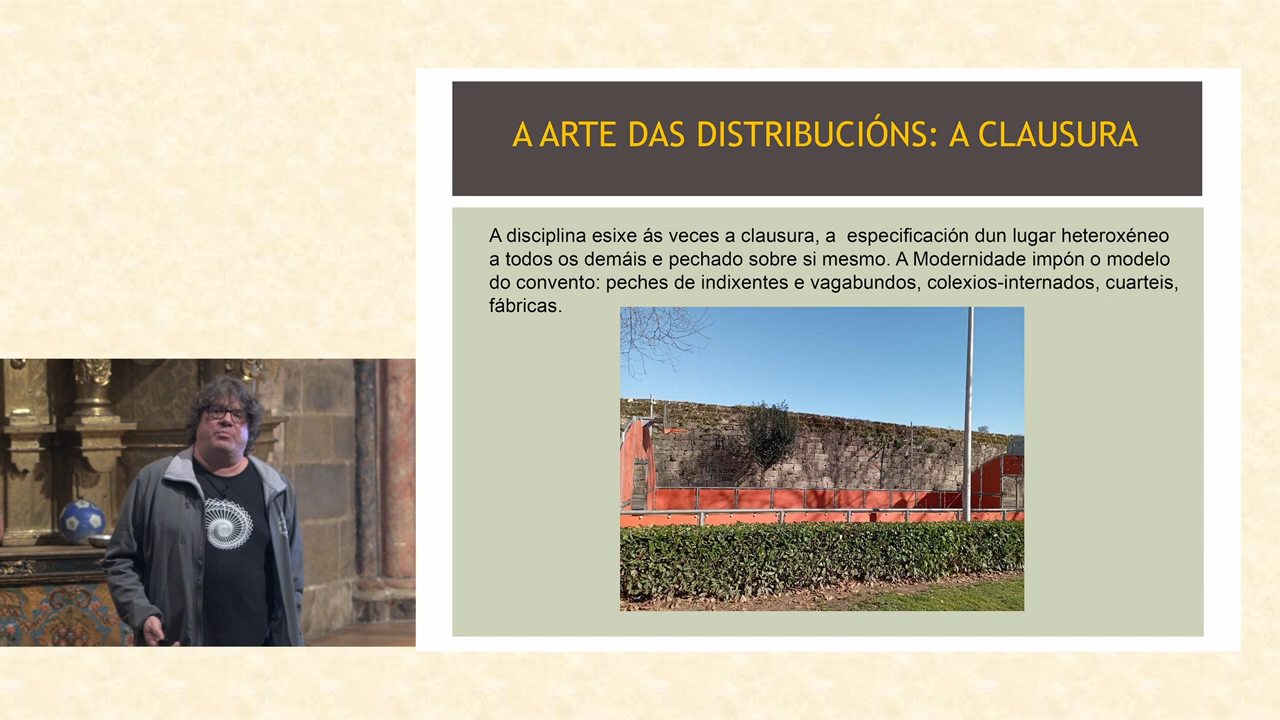 A ARTE DAS DISTRIBUCIÓNS: A CLAUSURA
A disciplina esixe ás veces a clausura, a  especificación dun lugar heteroxéneo
a todos os demáis e pechado sobre si mesmo. A Modernidade impón o modelo
do convento: peches de indixentes e vagabundos, colexios-internados, cuarteis,
fábricas.